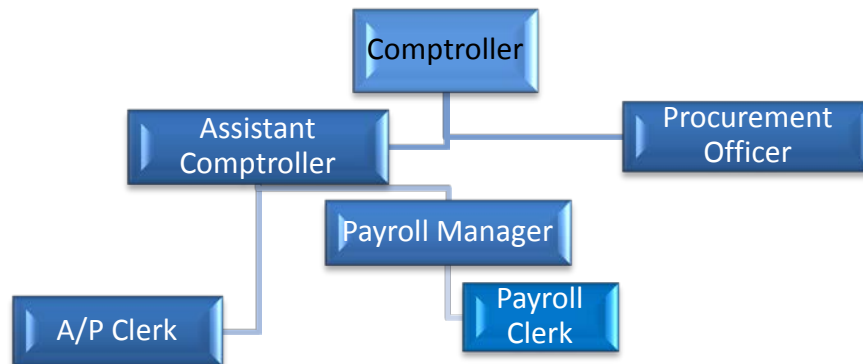 Comptroller
Assistant
Comptroller
Procurement
Officer
Payroll Manager
A/P Clerk
Payroll
Clerk